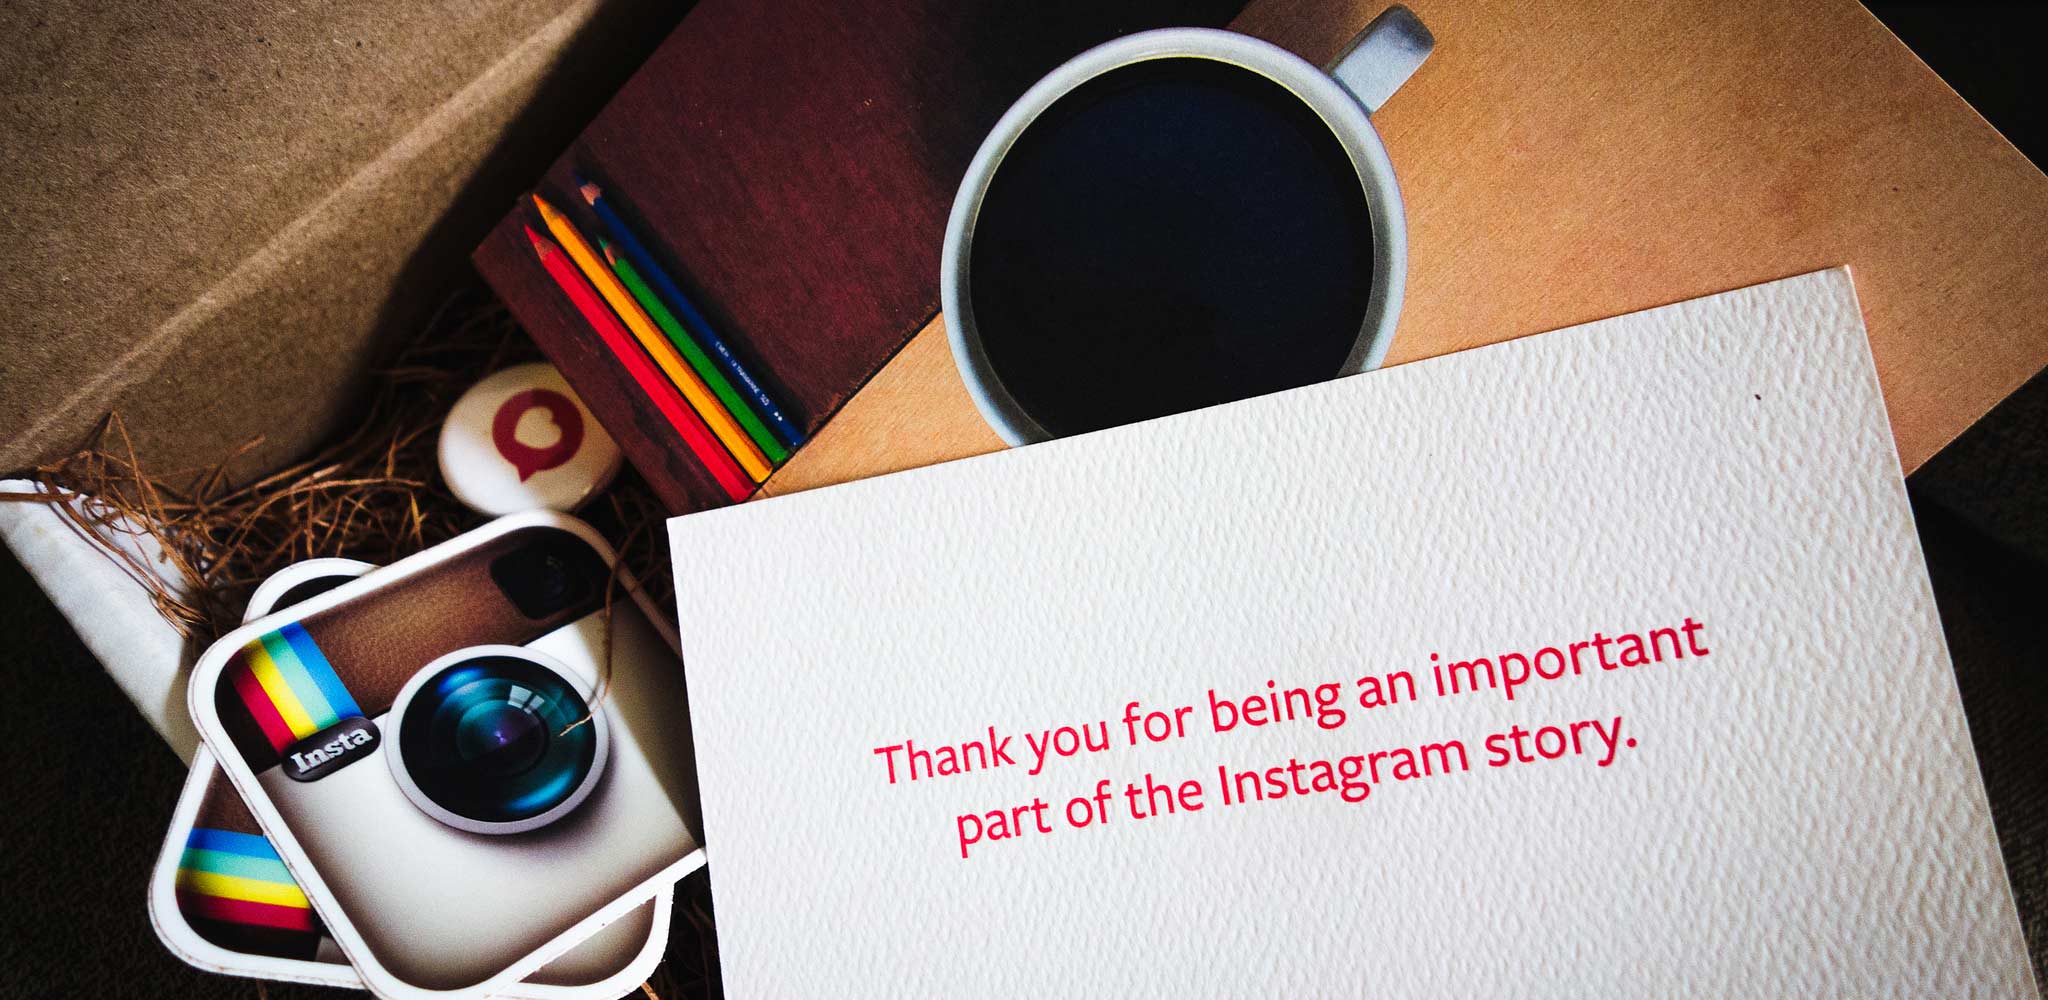 Insta
Thank you for being an important
part of the Instagram story.